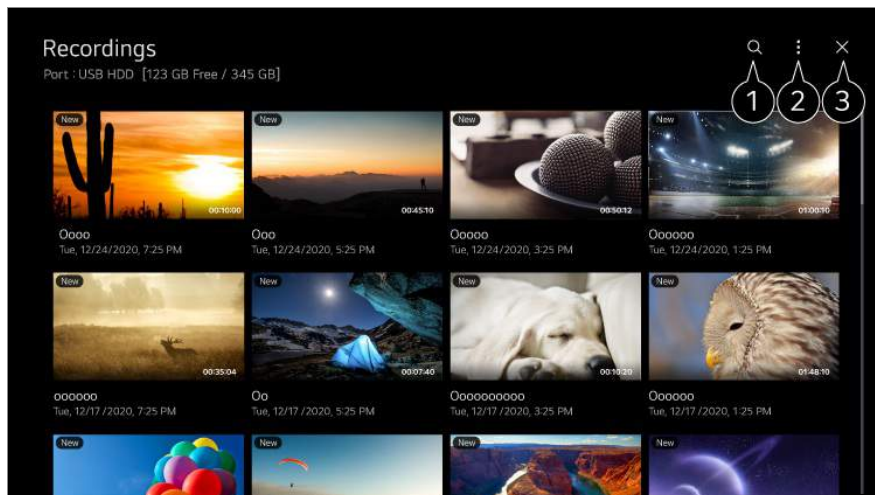 Recordings
Port : USB HDD [123 GB Free / 345 GB]
1 2 3
New New New New
00:10:00 00:45:10 00:50:12 01:00:10
Oooo Ooo Ooooo Oooooo
Tue, 12/24/2020, 7:25 PM Tue, 12/24/2020, 5:25 PM Tue, 12/24/2020, 3:25 PM Tue, 12/24/2020, 1:25 PM
New New New New
00:35:04 00:07:40 00:10:20 01:48:10
oooooo Oo Oooooooooo Oooooo
Tue, 12/17 /2020, 7:25 PM Tue, 12/17 /2020, 5:25 PM Tue, 12/17 /2020, 3:25 PM Tue, 12/17 /2020, 1:25 PM
New New New New